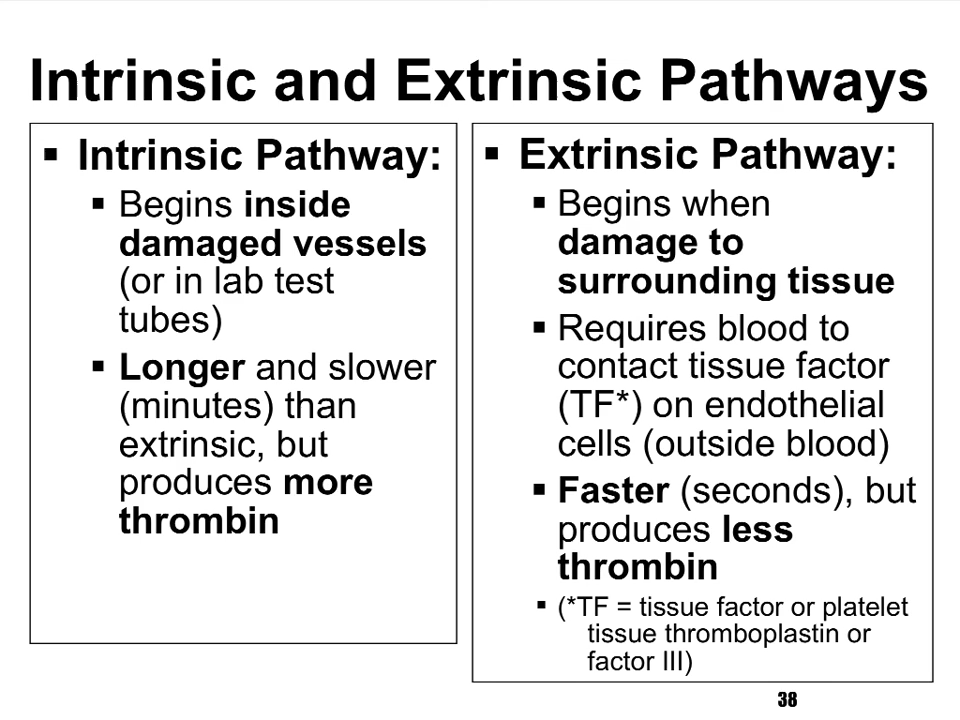 Intrinsic and Extrinsic Pathways
▪ Intrinsic Pathway:
▪ Begins inside
damaged vessels
(or in lab test
tubes)
▪ Longer and slower
(minutes) than
extrinsic, but
produces more
thrombin
▪ Extrinsic Pathway:
▪ Begins when
damage to
surrounding tissue
▪ Requires blood to
contact tissue factor
(TF*) on endothelial
cells (outside blood)
▪ Faster (seconds), but
produces less
thrombin
▪ (*TF = tissue factor or platelet
tissue thromboplastin or
factor III)
38